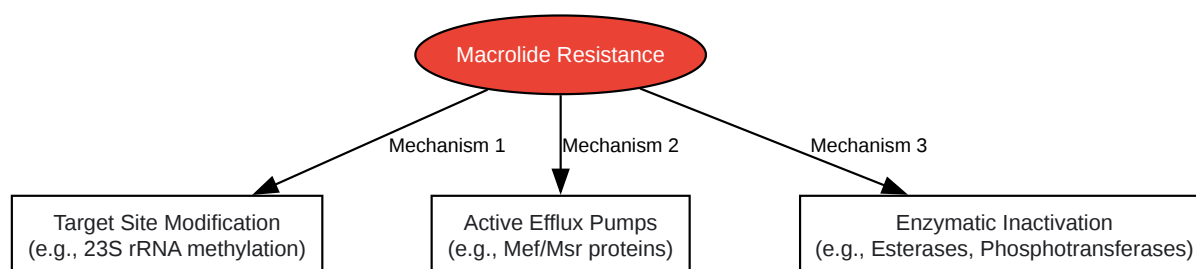 Macrolide Resistance
Mechanism 1
Mechanism 2
Mechanism 3
Target Site Modification
(e.g., 23S rRNA methylation)
Active Efflux Pumps
(e.g., Mef/Msr proteins)
Enzymatic Inactivation
(e.g., Esterases, Phosphotransferases)